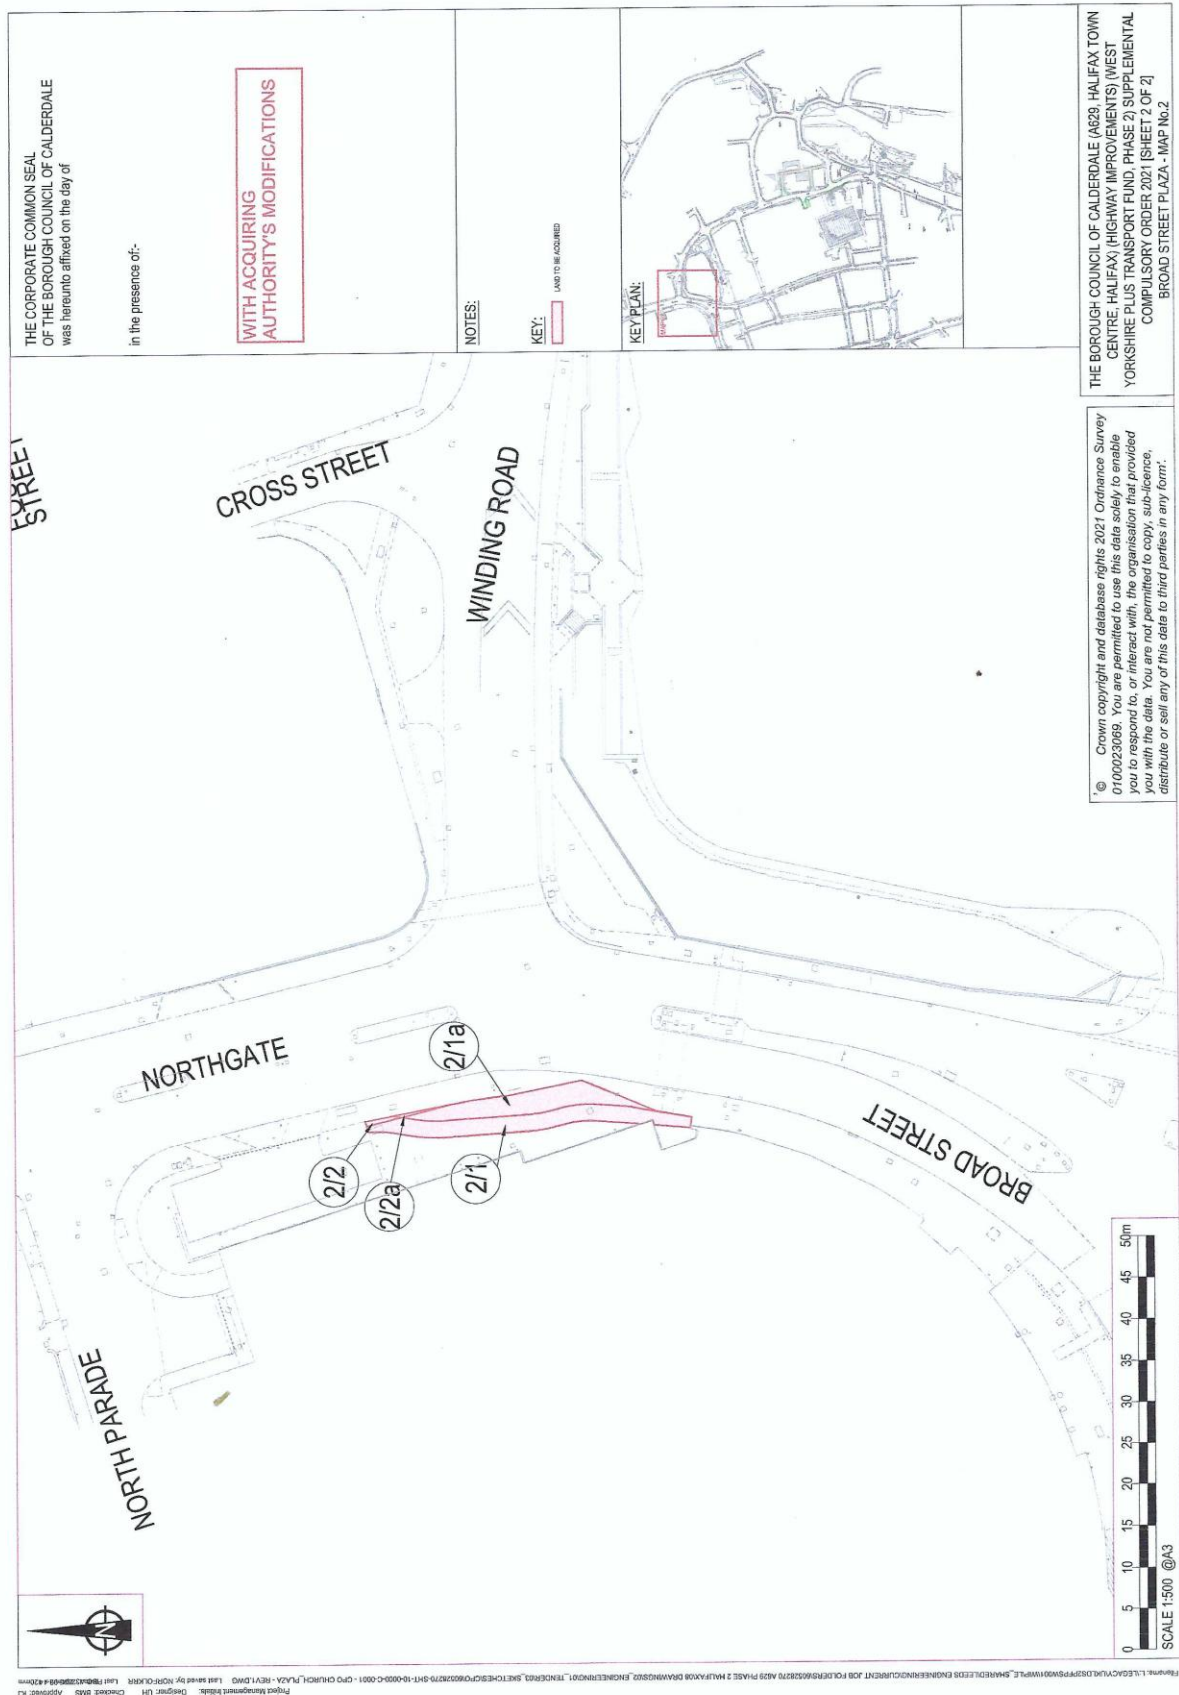 THE CORPORATE COMMON SEAL
OF THE BOROUGH COUNCIL OF CALDERDALE
was hereunto affixed on the day of
in the presence of:-
WITH ACQUIRING
AUTHORITY'S MODIFICATIONS
NOTES:
KEY:
LAND TO BE ACQUIRED
KEY PLAN:
THE BOROUGH COUNCIL OF CALDERDALE (A629, HALIFAX TOWN
CENTRE, HALIFAX) (HIGHWAY IMPROVEMENTS) (WEST
YORKSHIRE PLUS TRANSPORT FUND, PHASE 2) SUPPLEMENTAL
COMPULSORY ORDER 2021 [SHEET 2 OF 2]
BROAD STREET PLAZA - MAP No.2
'© Crown copyright and database rights 2021 Ordnance Survey
0100023069. You are permitted to use this data solely to enable
you to respond to, or interact with, the organisation that provided
you with the data. You are not permitted to copy, sub-licence,
distribute or sell any of this data to third parties in any form'.
STREET
CROSS STREET
WINDING ROAD
NORTHGATE
2/1a
2/2
2/2a
2/1
BROAD STREET
NORTH PARADE
N
0 5 10 15 20 25 30 35 40 45 50m
SCALE 1:500 @A3
Project Management Initials: Designer: UH Checked: BMS Approved: